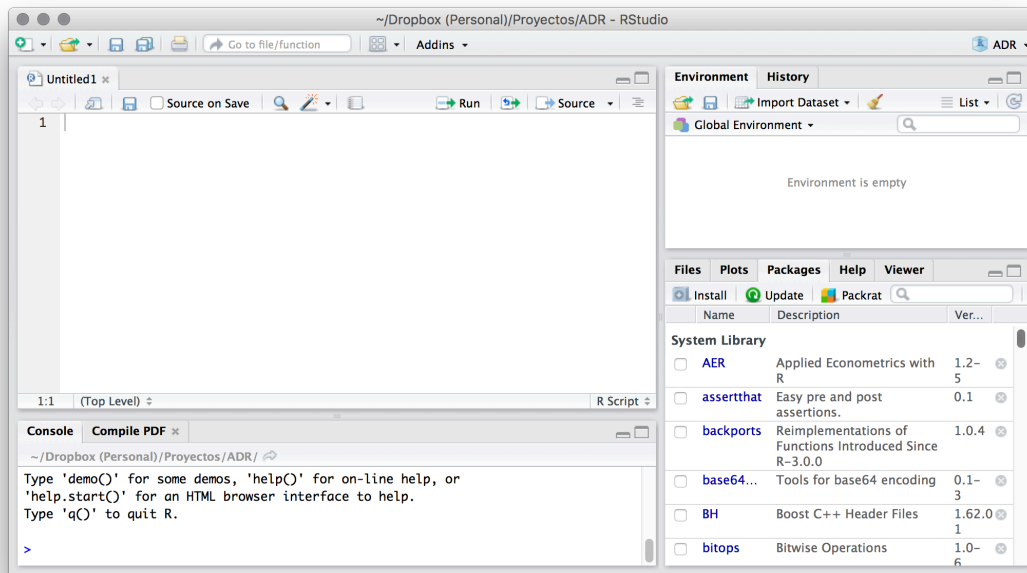 ~/Dropbox (Personal)/Proyectos/ADR - RStudio
Go to file/function
Addins
ADR
Untitled1
Source on Save
Run
Source
1
1:1 (Top Level) R Script
Console Compile PDF
~/Dropbox (Personal)/Proyectos/ADR/
Type 'demo()' for some demos, 'help()' for on-line help, or
'help.start()' for an HTML browser interface to help.
Type 'q()' to quit R.
>
Environment History
Import Dataset List
Global Environment
Environment is empty
Files Plots Packages Help Viewer
Install Update Packrat
Name Description Ver...
System Library
AER Applied Econometrics with 1.2-
R 5
assertthat Easy pre and post 0.1
assertions.
backports Reimplementations of 1.0.4
Functions Introduced Since
R-3.0.0
base64... Tools for base64 encoding 0.1-
3
BH Boost C++ Header Files 1.62.0
1
bitops Bitwise Operations 1.0-
6